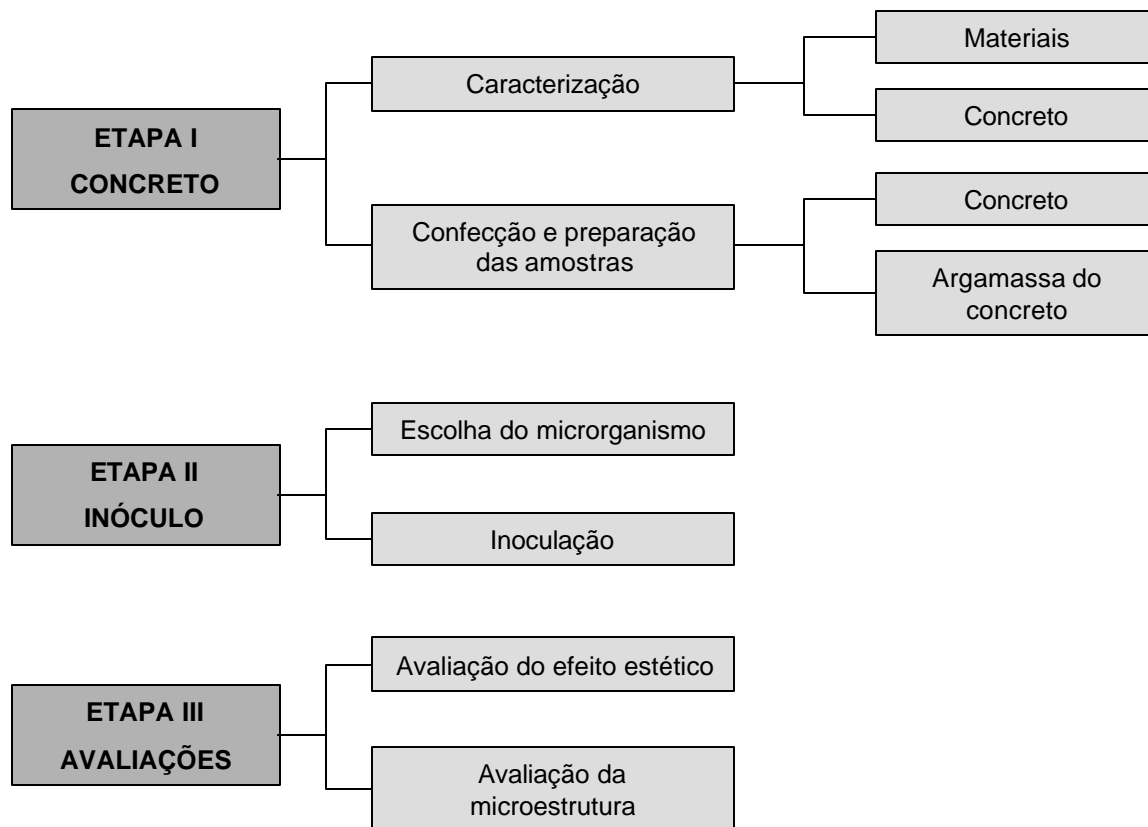 ETAPA I
CONCRETO
Caracterização
Materiais
Concreto
Confecção e preparação
das amostras
Concreto
Argamassa do
concreto
ETAPA II
INÓCULO
Escolha do microrganismo
Inoculação
ETAPA III
AVALIAÇÕES
Avaliação do efeito estético
Avaliação da
microestrutura